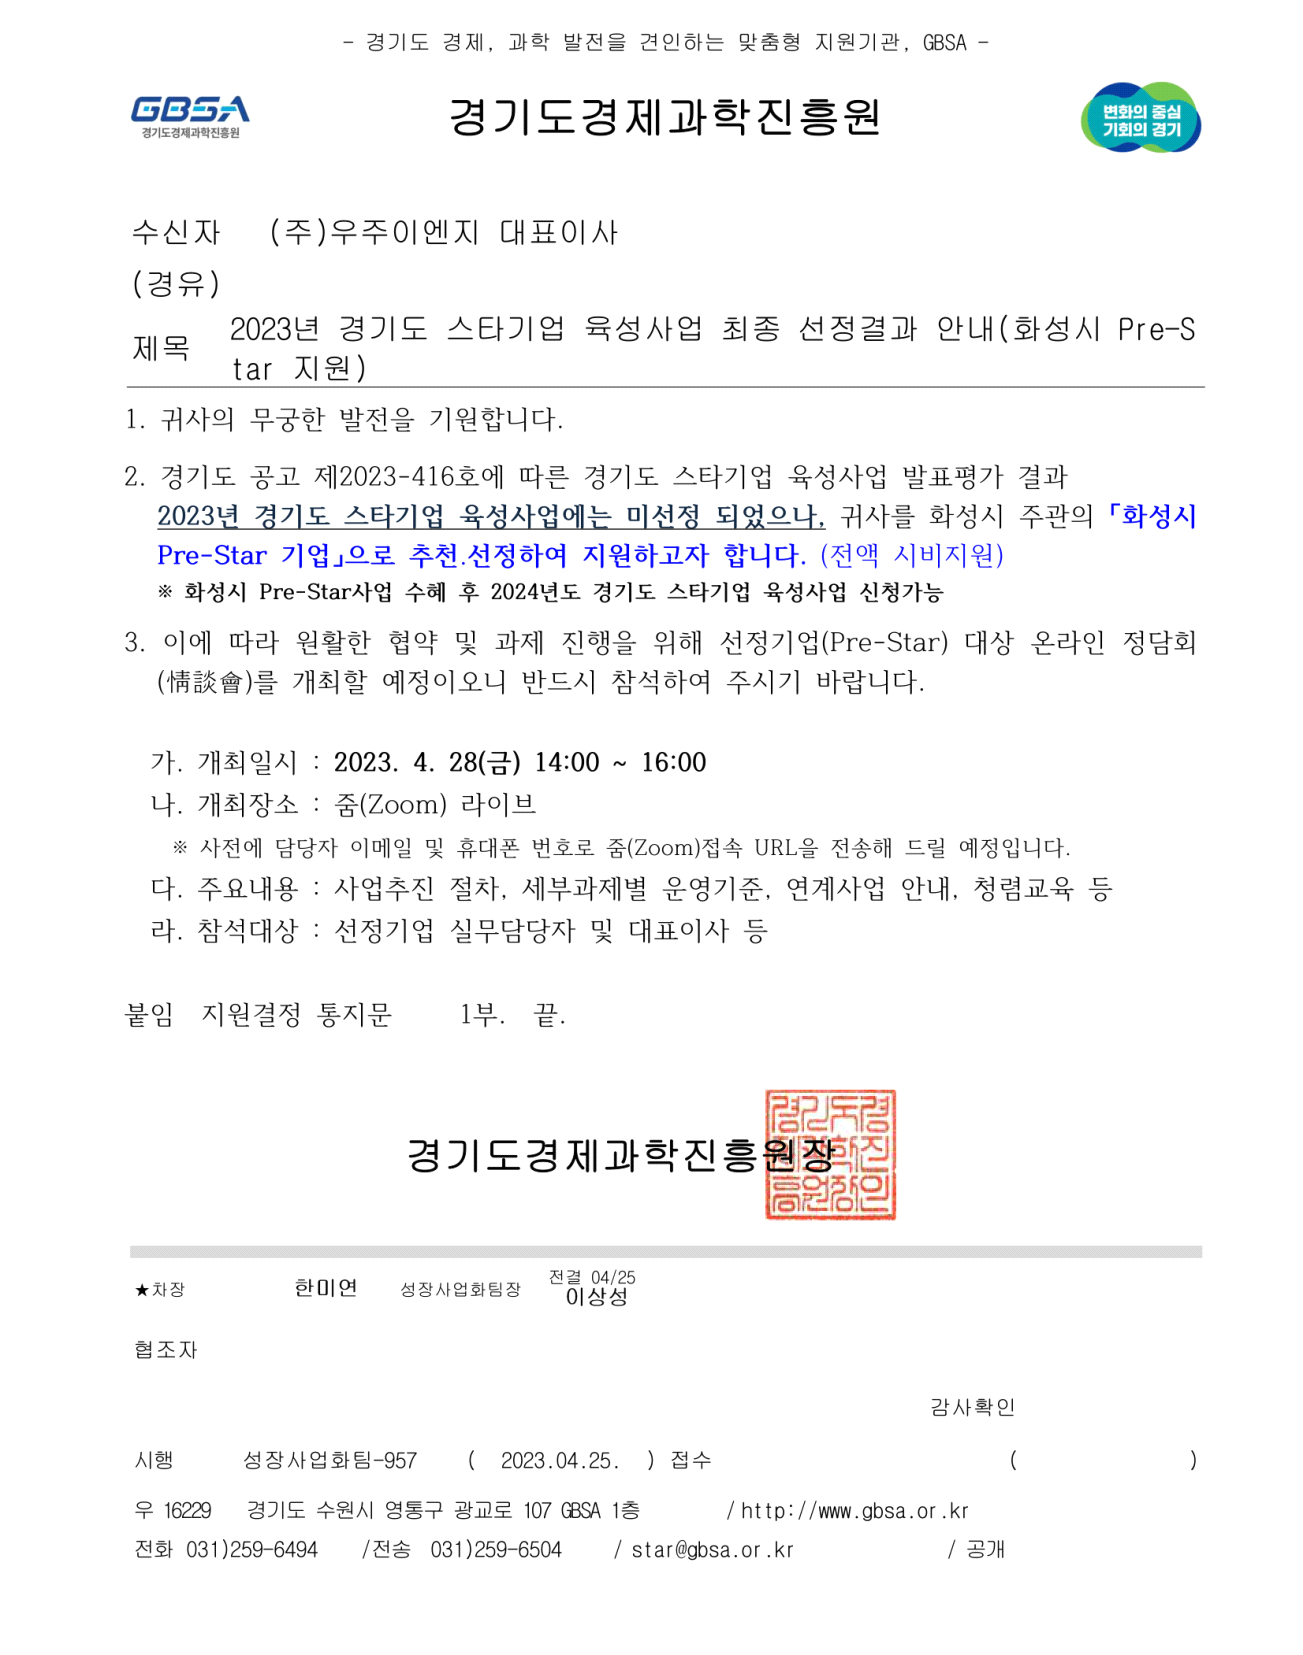 - 경기도 경제, 과학 발전을 견인하는 맞춤형 지원기관, GBSA -
GBSA
경기도경제과학진흥원
경기도경제과학진흥원
변화의 중심
기회의 경기
수신자 (주)우주이엔지 대표이사
(경유)
제목 2023년 경기도 스타기업 육성사업 최종 선정결과 안내(화성시 Pre-S
tar 지원)
1. 귀사의 무궁한 발전을 기원합니다.
2. 경기도 공고 제2023-416호에 따른 경기도 스타기업 육성사업 발표평가 결과
2023년 경기도 스타기업 육성사업에는 미선정 되었으나, 귀사를 화성시 주관의 「화성시
Pre-Star 기업」으로 추천.선정하여 지원하고자 합니다. (전액 시비지원)
※ 화성시 Pre-Star사업 수혜 후 2024년도 경기도 스타기업 육성사업 신청가능
3. 이에 따라 원활한 협약 및 과제 진행을 위해 선정기업(Pre-Star) 대상 온라인 정담회
(情談會)를 개최할 예정이오니 반드시 참석하여 주시기 바랍니다.
가. 개최일시 : 2023. 4. 28(금) 14:00 ~ 16:00
나. 개최장소 : 줌(Zoom) 라이브
※ 사전에 담당자 이메일 및 휴대폰 번호로 줌(Zoom)접속 URL을 전송해 드릴 예정입니다.
다. 주요내용 : 사업추진 절차, 세부과제별 운영기준, 연계사업 안내, 청렴교육 등
라. 참석대상 : 선정기업 실무담당자 및 대표이사 등
붙임 지원결정 통지문 1부. 끝.
경기도경제과학진흥원장
경기도경
제과학진
흥원장인
★차장 한미연 성장사업화팀장 전결 04/25
이상성
협조자
감사확인
시행 성장사업화팀-957 ( 2023.04.25. ) 접수 ( )
우 16229 경기도 수원시 영통구 광교로 107 GBSA 1층 / http://www.gbsa.or.kr
전화 031)259-6494 /전송 031)259-6504 / star@gbsa.or.kr / 공개